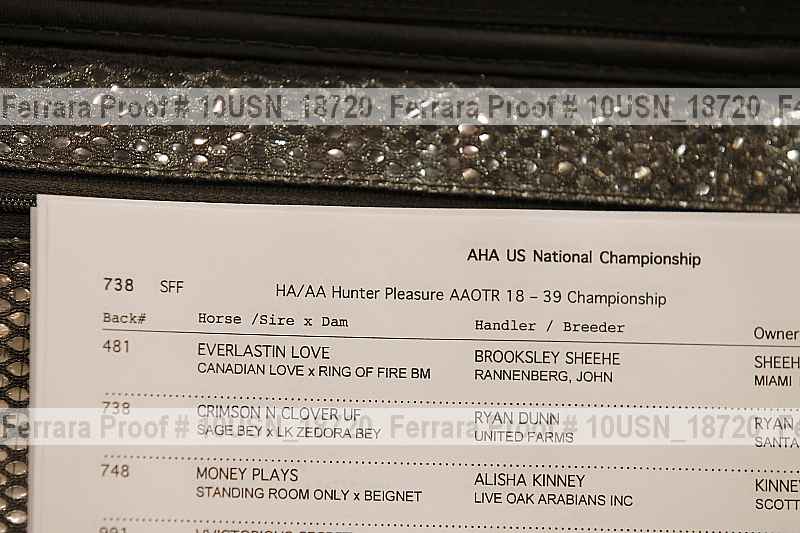 Ferrara Proof # 10USN_18720 Ferrara Proof # 10USN_18720 F
AHA US National Championship
738 SFF HA/AA Hunter Pleasure AAOTR 18 – 39 Championship
Back# Horse /Sire x Dam Handler / Breeder Owner
481 EVERLASTIN LOVE BROOKSLEY SHEEHE SHEEH
CANADIAN LOVE x RING OF FIRE BM RANNENBERG, JOHN MIAMI
738 CRIMSON N CLOVER UF RYAN DUNN RYAN
Ferrara Proof # 10USN_18720 Ferrara Proof # 10USN_18720 F
SAGE BEY x LK ZEDORA BEY UNITED FARMS SANTA
748 MONEY PLAYS ALISHA KINNEY KINNEY
STANDING ROOM ONLY x BEIGNET LIVE OAK ARABIANS INC SCOTT